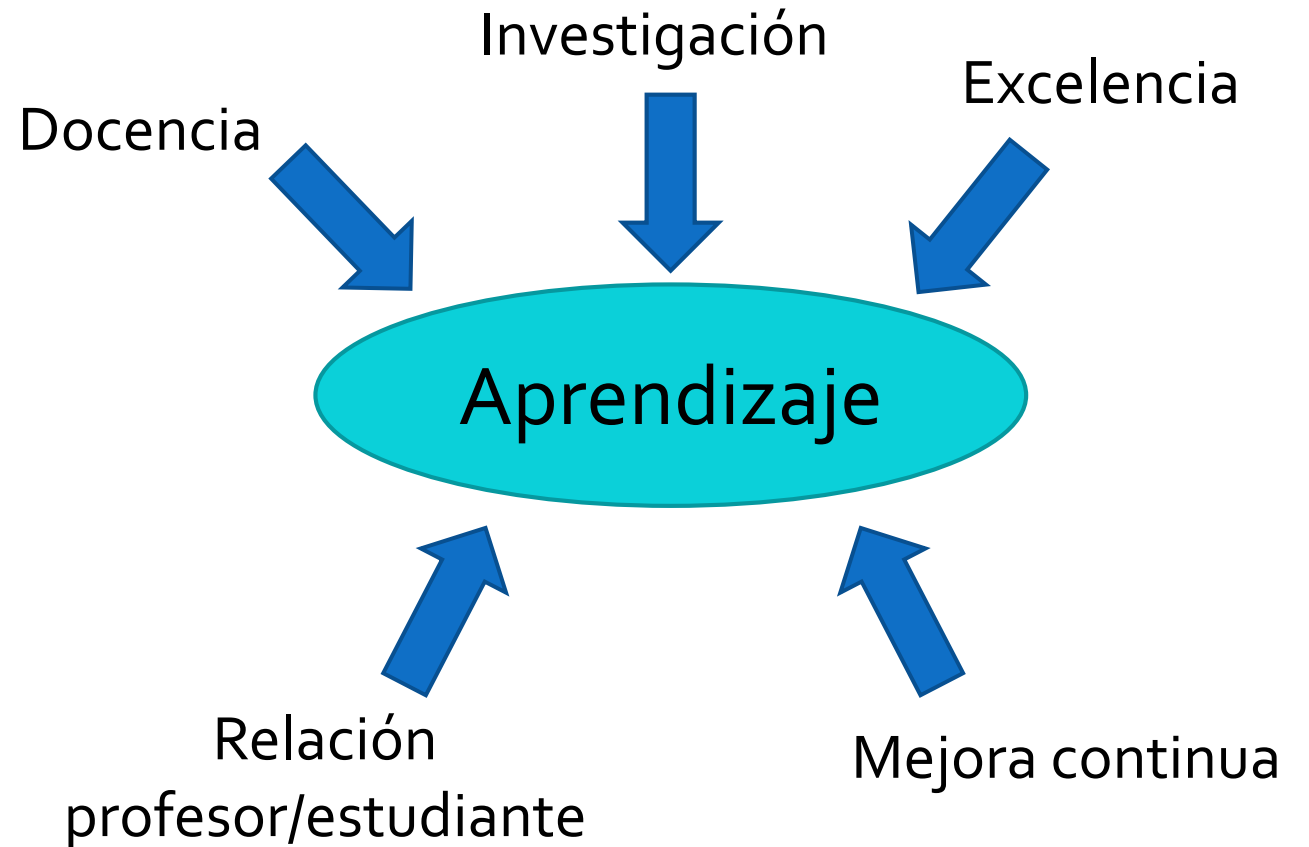 Investigación
Excelencia
Docencia
Aprendizaje
Relación
profesor/estudiante
Mejora continua